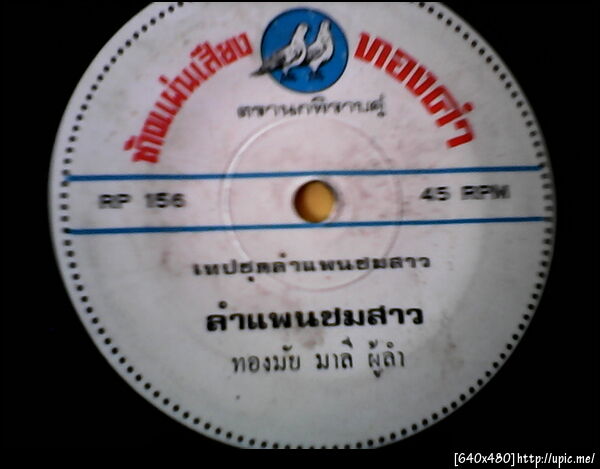 ห้างแผ่นเสียง ทองคำ
ตรานกพิราบคู่
RP 156
45 RPM
เทปชุดลำแพนชมสาว
ลำแพนชมสาว
ทองมัย มาลี ผู้ลำ
[640x480]http://upic.me/